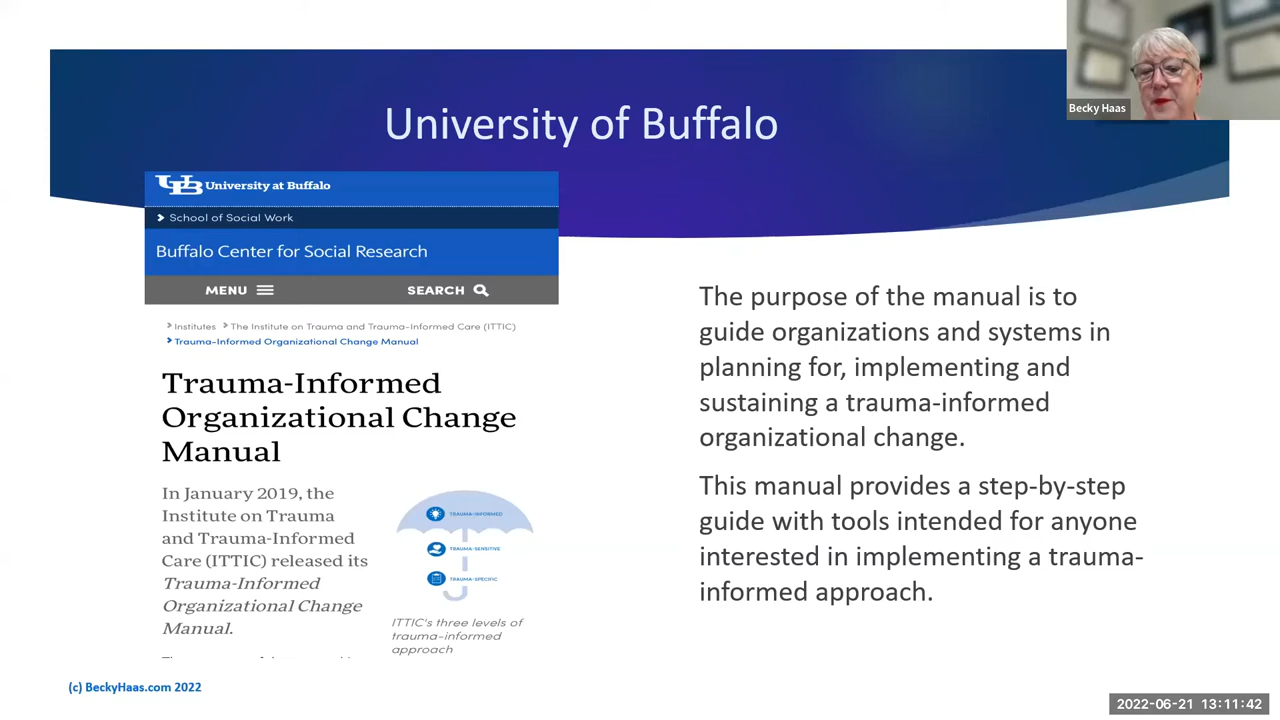 University of Buffalo
Becky Haas
UB University at Buffalo
School of Social Work
Buffalo Center for Social Research
MENU
SEARCH
Institutes
The Institute on Trauma and Trauma-Informed Care (ITTIC)
Trauma-Informed Organizational Change Manual
Trauma-Informed
Organizational Change
Manual
In January 2019, the
Institute on Trauma
and Trauma-Informed
Care (ITTIC) released its
Trauma-Informed
Organizational Change
Manual.
TRAUMA-INFORMED
TRAUMA-SENSITIVE
TRAUMA-SPECIFIC
ITTIC's three levels of
trauma-informed
approach
The purpose of the manual is to
guide organizations and systems in
planning for, implementing and
sustaining a trauma-informed
organizational change.
This manual provides a step-by-step
guide with tools intended for anyone
interested in implementing a trauma-
informed approach.
(c) BeckyHaas.com 2022
2022-06-21 13:11:42